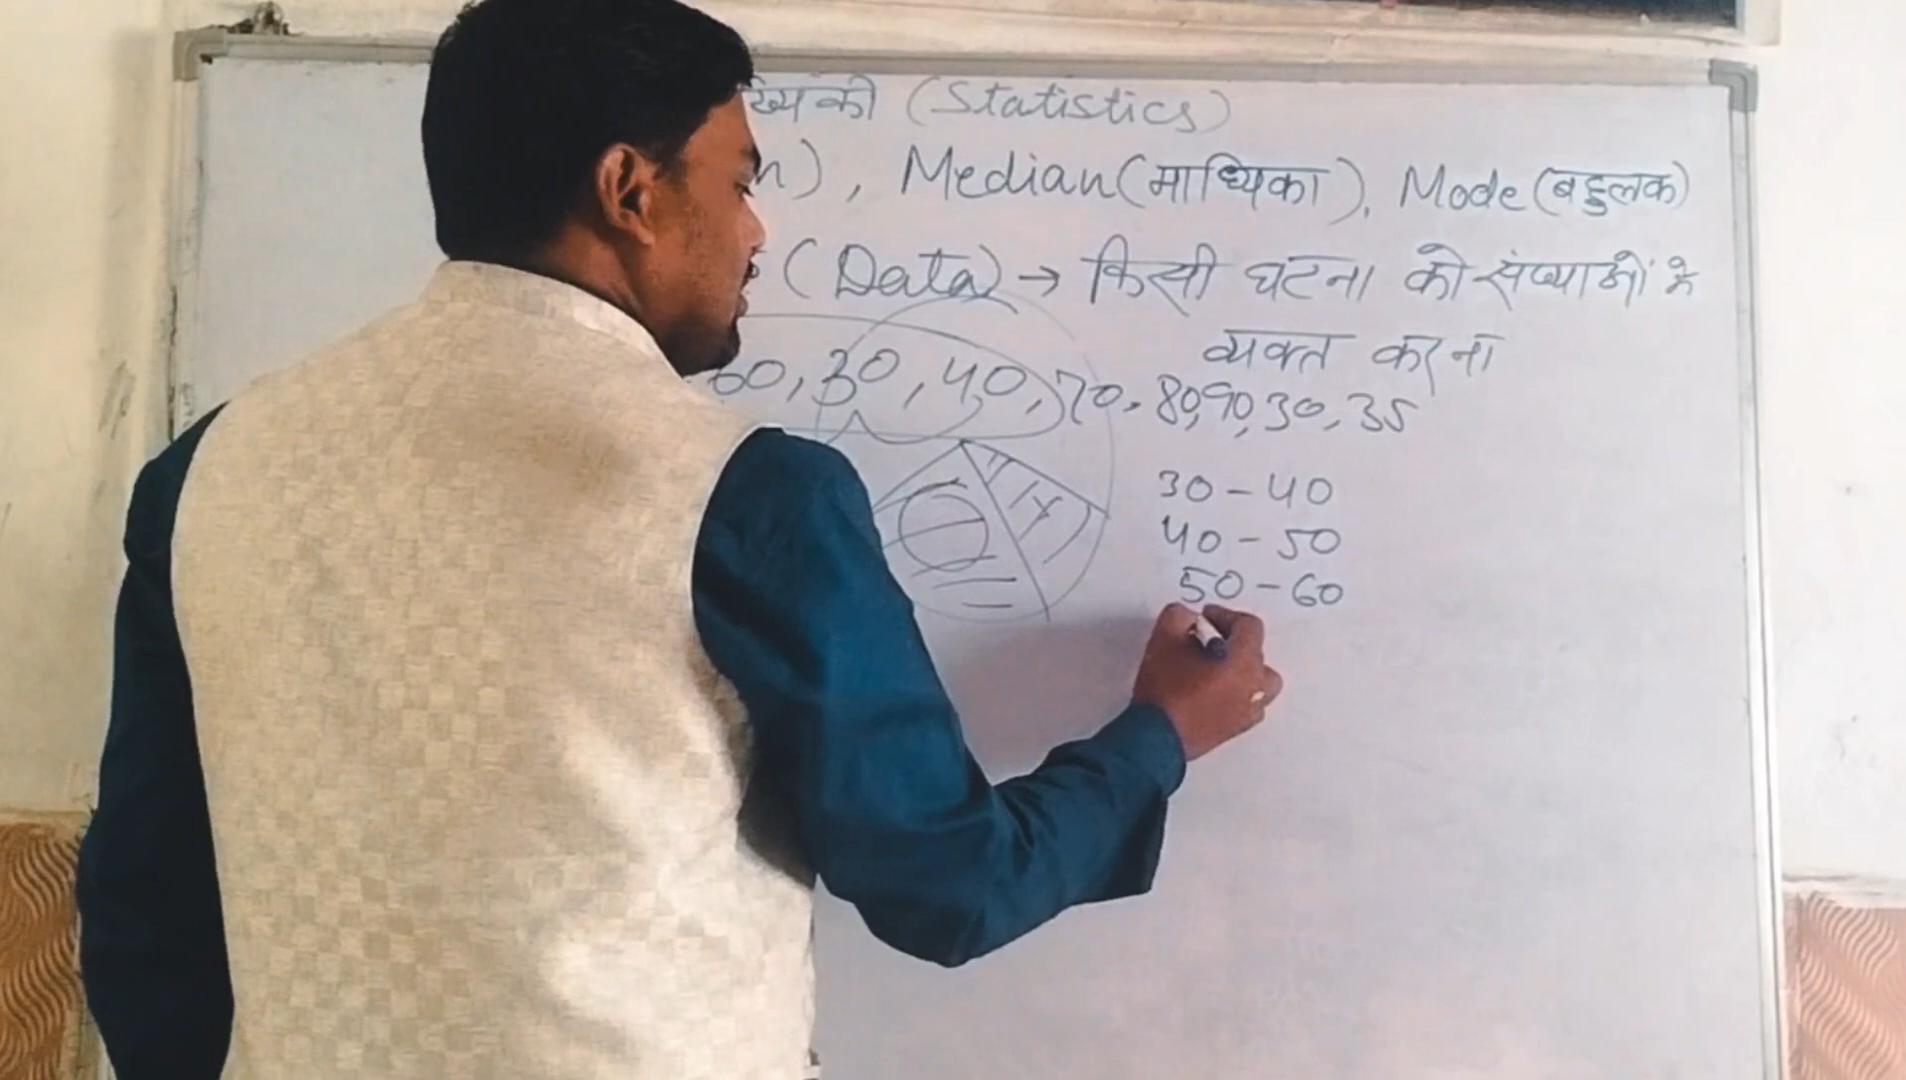 ख्यिकी (Statistics)
n), Median (माध्यिका), Mode (बहुलक)
(Data) → किसी घटना को संख्याओं मे
व्यक्त करना
60, 30, 40, 70, 80, 90, 30, 35
30 - 40
40 - 50
50 - 60